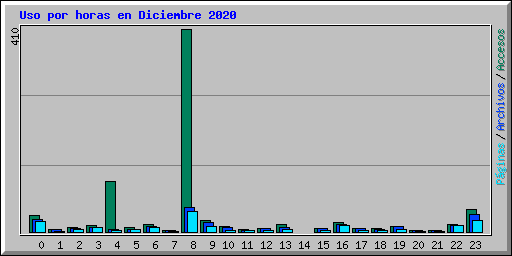 Uso por horas en Diciembre 2020
410
Páginas / Archivos / Accesos
0 1 2 3 4 5 6 7 8 9 10 11 12 13 14 15 16 17 18 19 20 21 22 23